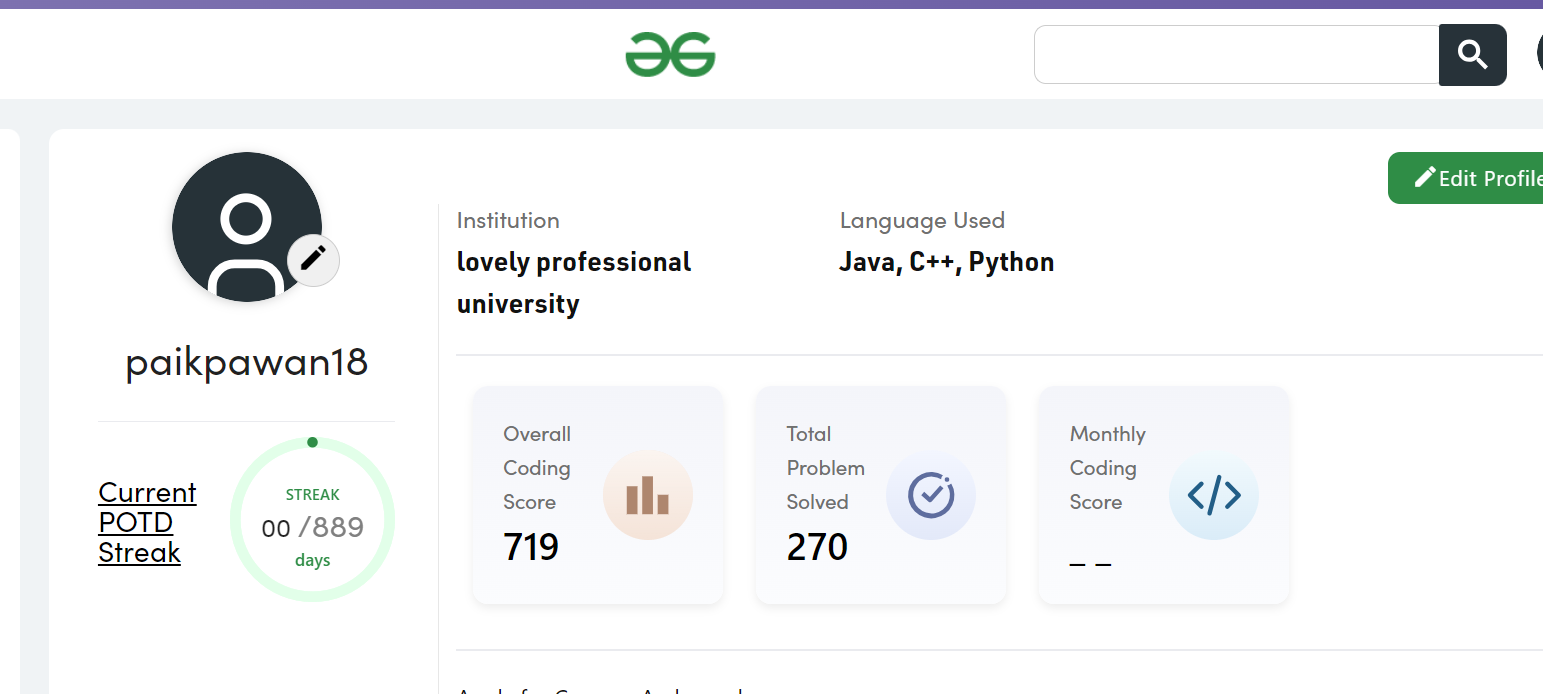 Edit Profile
Institution
lovely professional
university
Language Used
Java, C++, Python
paikpawan18
Current
POTD
Streak
STREAK
00 /889
days
Overall
Coding
Score
719
Total
Problem
Solved
270
Monthly
Coding
Score
_ _